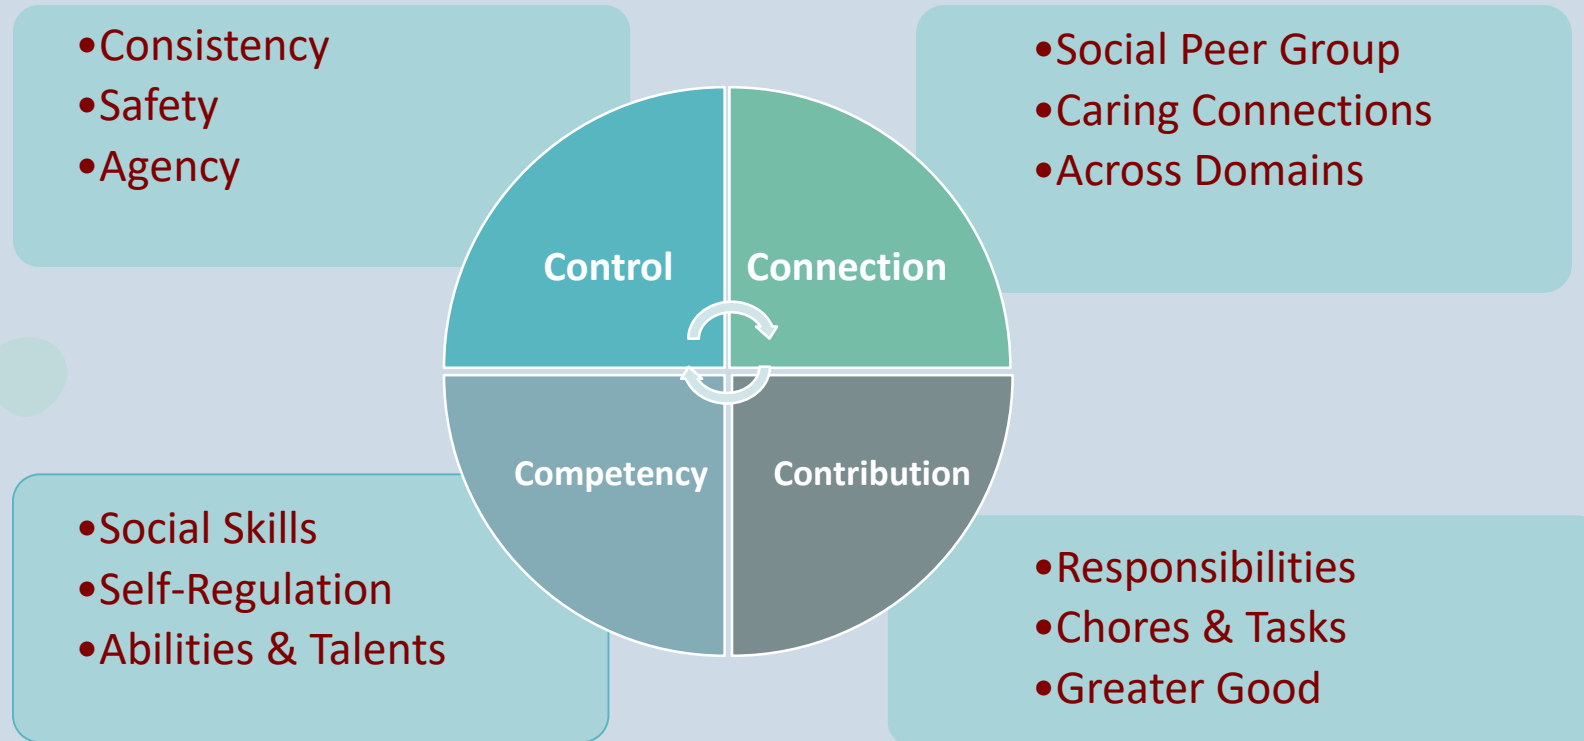 •Consistency
•Safety
•Agency
•Social Peer Group
•Caring Connections
•Across Domains
Control
Connection
Competency
Contribution
•Social Skills
•Self-Regulation
•Abilities & Talents
•Responsibilities
•Chores & Tasks
•Greater Good